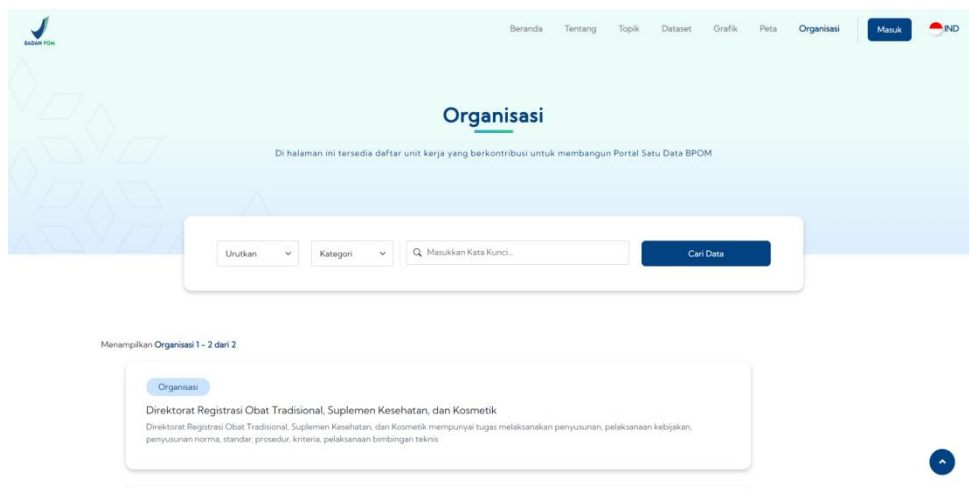 BADAN POM
Beranda Tentang Topik Dataset Grafik Peta Organisasi Masuk IND
Organisasi
Di halaman ini tersedia daftar unit kerja yang berkontribusi untuk membangun Portal Satu Data BPOM
Urutkan Kategori Masukkan Kata Kunci... Cari Data
Menampilkan Organisasi 1 - 2 dari 2
Organisasi
Direktorat Registrasi Obat Tradisional, Suplemen Kesehatan, dan Kosmetik
Direktorat Registrasi Obat Tradisional, Suplemen Kesehatan, dan Kosmetik mempunyai tugas melaksanakan penyusunan, pelaksanaan kebijakan,
penyusunan norma, standar, prosedur, kriteria, pelaksanaan bimbingan teknis